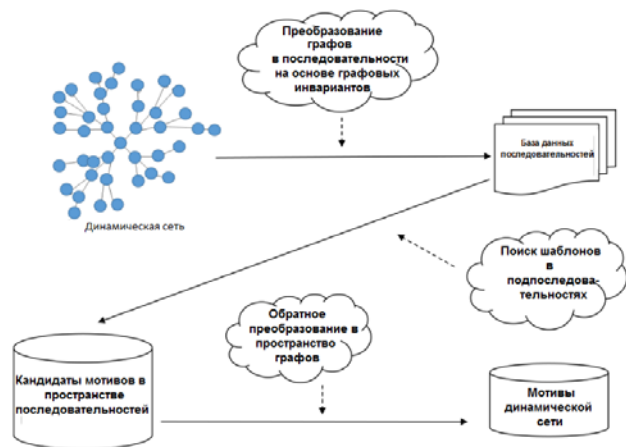 Преобразование
графов
в последовательности
на основе графовых
инвариантов
База данных
последовательностей
Динамическая сеть
Поиск шаблонов
в
подпоследова-
тельностях
Обратное
преобразование в
пространство
графов
Кандидаты мотивов в
пространстве
последовательностей
Мотивы
динамической
сети